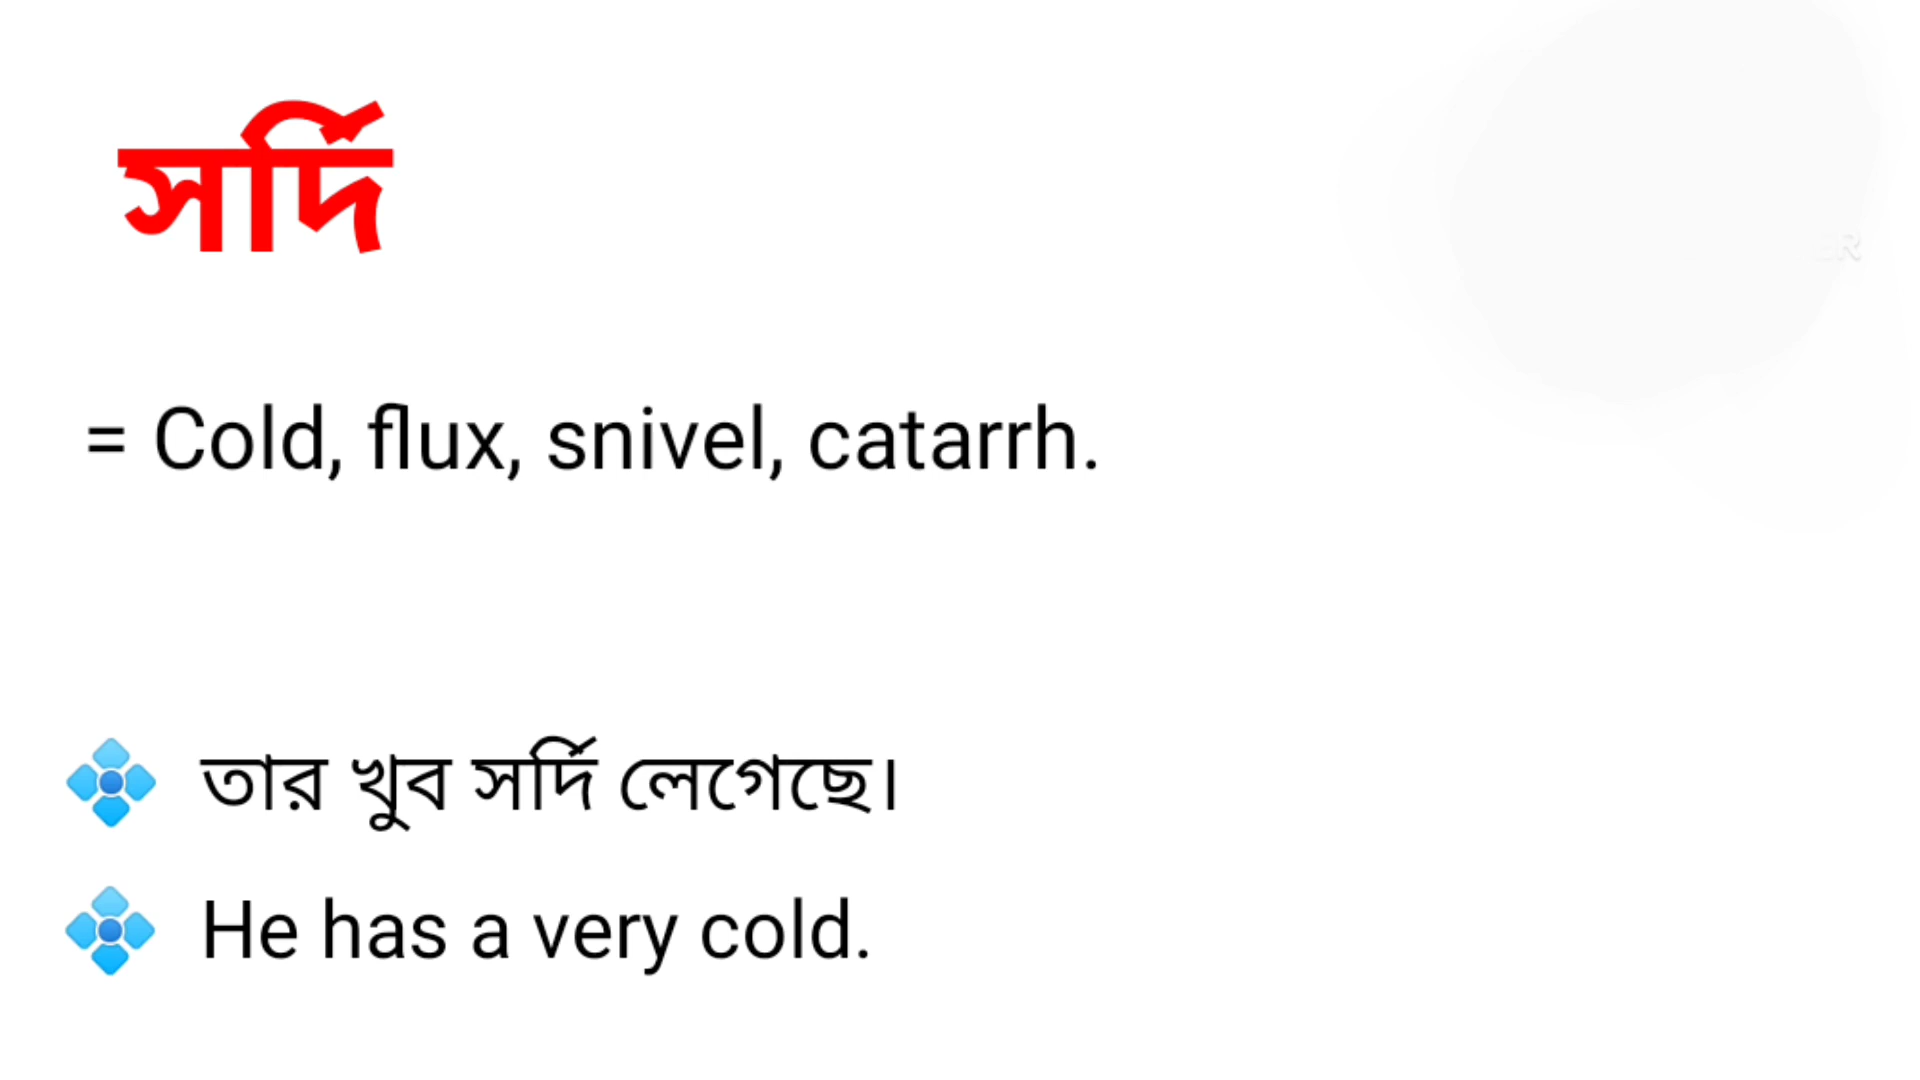 সর্দি
= Cold, flux, snivel, catarrh.
তার খুব সর্দি লেগেছে।
He has a very cold.